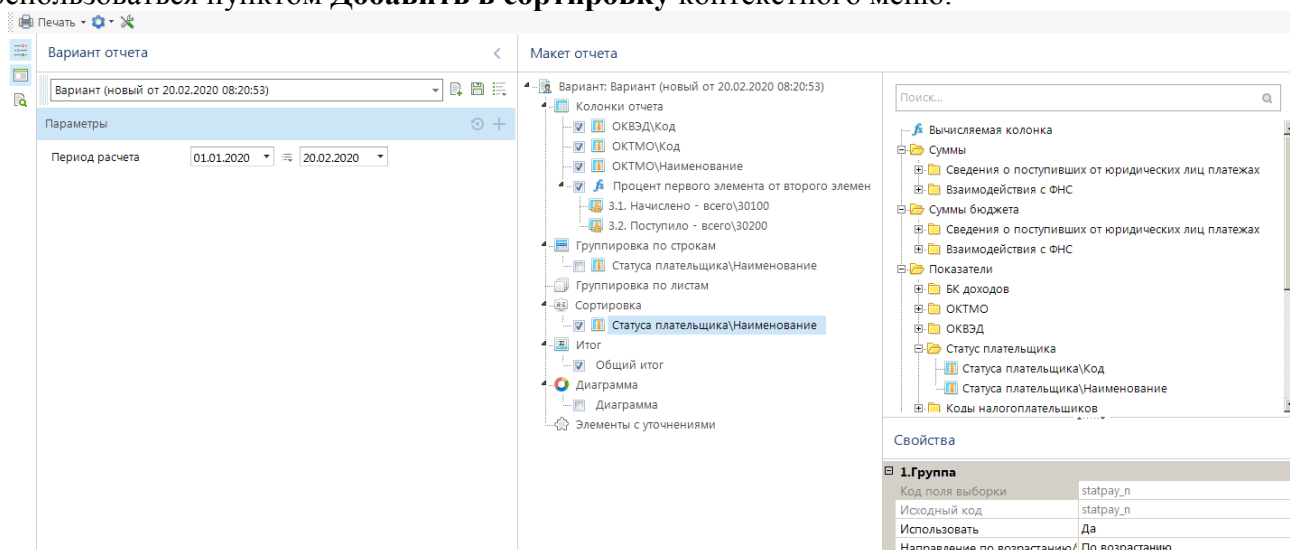 использоваться пунктом Добавить в сортировку контекстного меню.
Печать
Вариант отчета
Макет отчета
Вариант (новый от 20.02.2020 08:20:53)
Параметры
Период расчета 01.01.2020 20.02.2020
Вариант: Вариант (новый от 20.02.2020 08:20:53)
Колонки отчета
ОКВЭД\Код
ОКТМО\Код
ОКТМО\Наименование
Процент первого элемента от второго элемен
3.1. Начислено - всего\30100
3.2. Поступило - всего\30200
Группировка по строкам
Статуса плательщика\Наименование
Группировка по листам
Сортировка
Статуса плательщика\Наименование
Итог
Общий итог
Диаграмма
Диаграмма
Элементы с уточнениями
Поиск...
Вычисляемая колонка
Суммы
Сведения о поступивших от юридических лиц платежах
Взаимодействия с ФНС
Суммы бюджета
Сведения о поступивших от юридических лиц платежах
Взаимодействия с ФНС
Показатели
БК доходов
ОКТМО
ОКВЭД
Статус плательщика
Статуса плательщика\Код
Статуса плательщика\Наименование
Коды налогоплательщиков
Свойства
1.Группа
Код поля выборки statpay_n
Исходный код statpay_n
Использовать Да
Направление по возрастанию/ По возрастанию